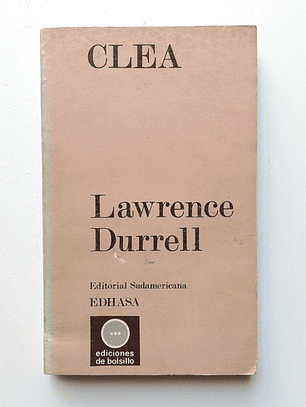 CLEA
Lawrence
Durrell
Editorial Sudamericana
EDHASA
ediciones
de bolsillo